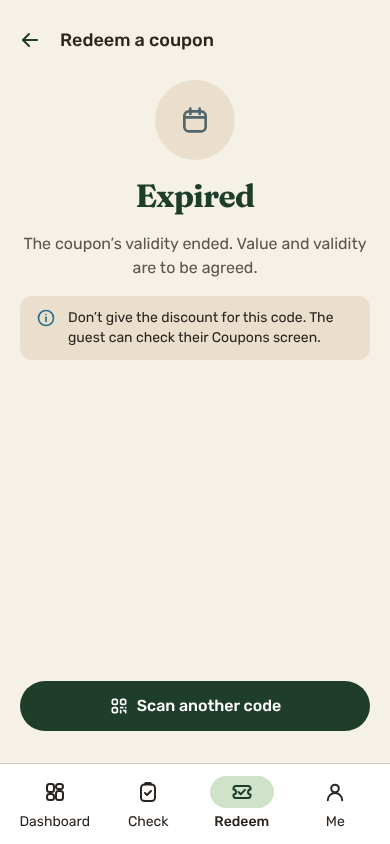 Redeem a coupon
Expired
The coupon’s validity ended. Value and validity
are to be agreed.
Don’t give the discount for this code. The
guest can check their Coupons screen.
Scan another code
Dashboard
Check
Redeem
Me